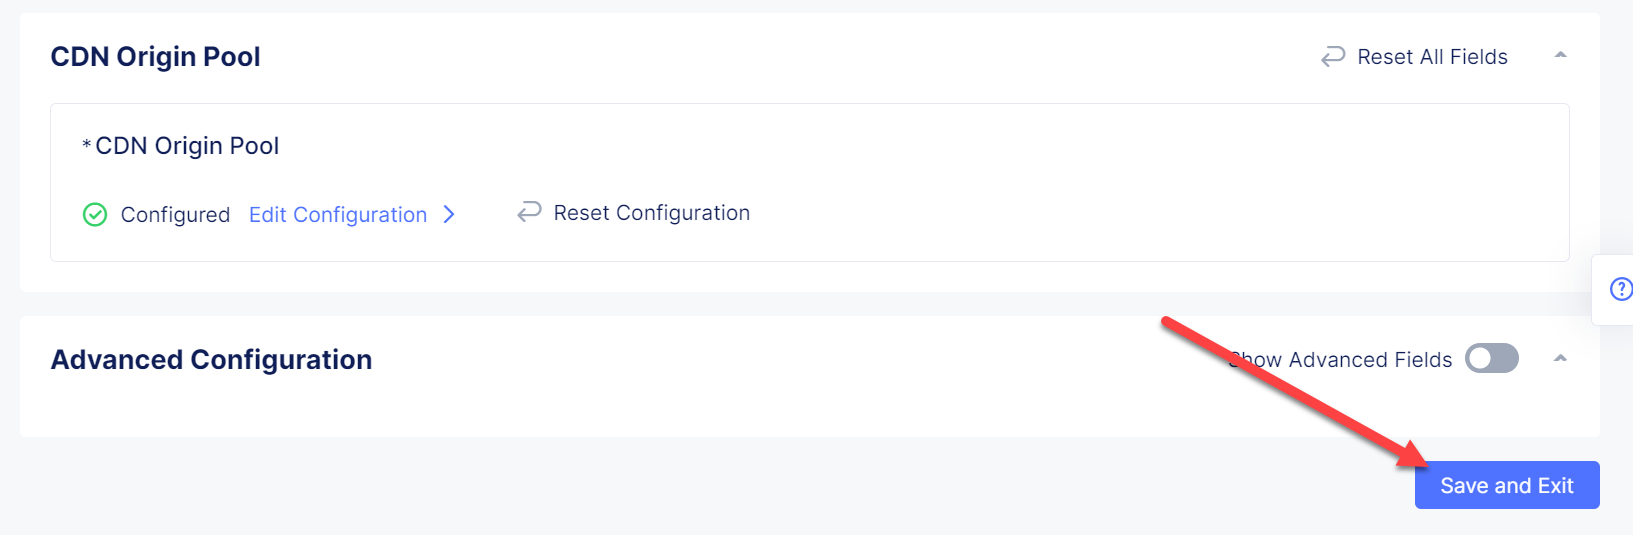 CDN Origin Pool
Reset All Fields
*CDN Origin Pool
Configured Edit Configuration
Reset Configuration
?
Advanced Configuration
Show Advanced Fields
Save and Exit